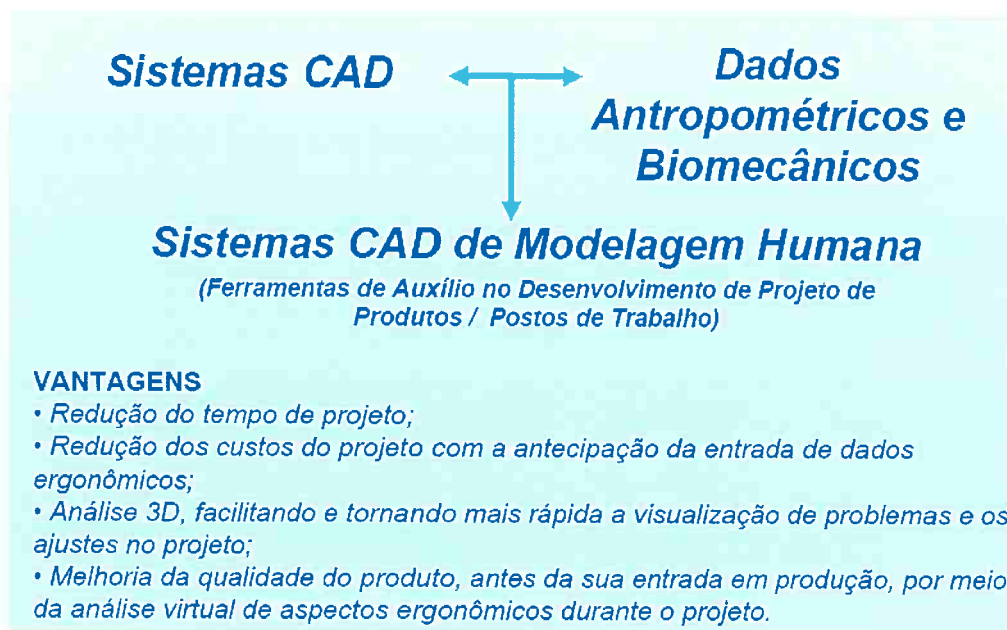 Sistemas CAD
Dados
Antropométricos e
Biomecânicos
Sistemas CAD de Modelagem Humana
(Ferramentas de Auxílio no Desenvolvimento de Projeto de
Produtos / Postos de Trabalho)
VANTAGENS
• Redução do tempo de projeto;
• Redução dos custos do projeto com a antecipação da entrada de dados
ergonômicos;
• Análise 3D, facilitando e tornando mais rápida a visualização de problemas e os
ajustes no projeto;
• Melhoria da qualidade do produto, antes da sua entrada em produção, por meio
da análise virtual de aspectos ergonômicos durante o projeto.